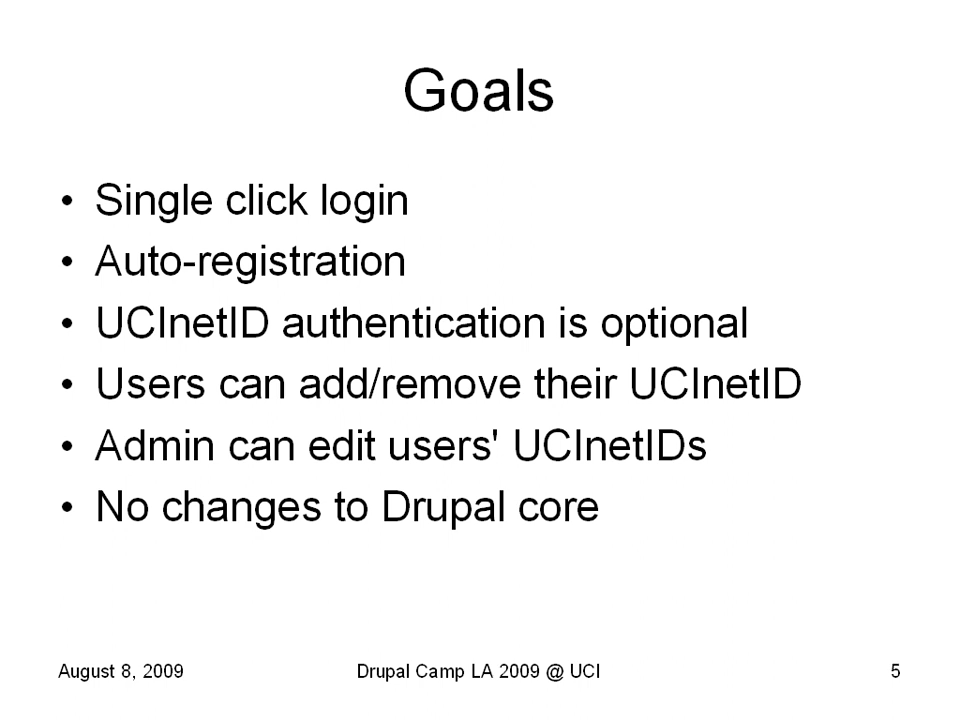 Goals
• Single click login
• Auto-registration
• UCInetID authentication is optional
• Users can add/remove their UCInetID
• Admin can edit users' UCInetIDs
• No changes to Drupal core
August 8, 2009 Drupal Camp LA 2009 @ UCI 5